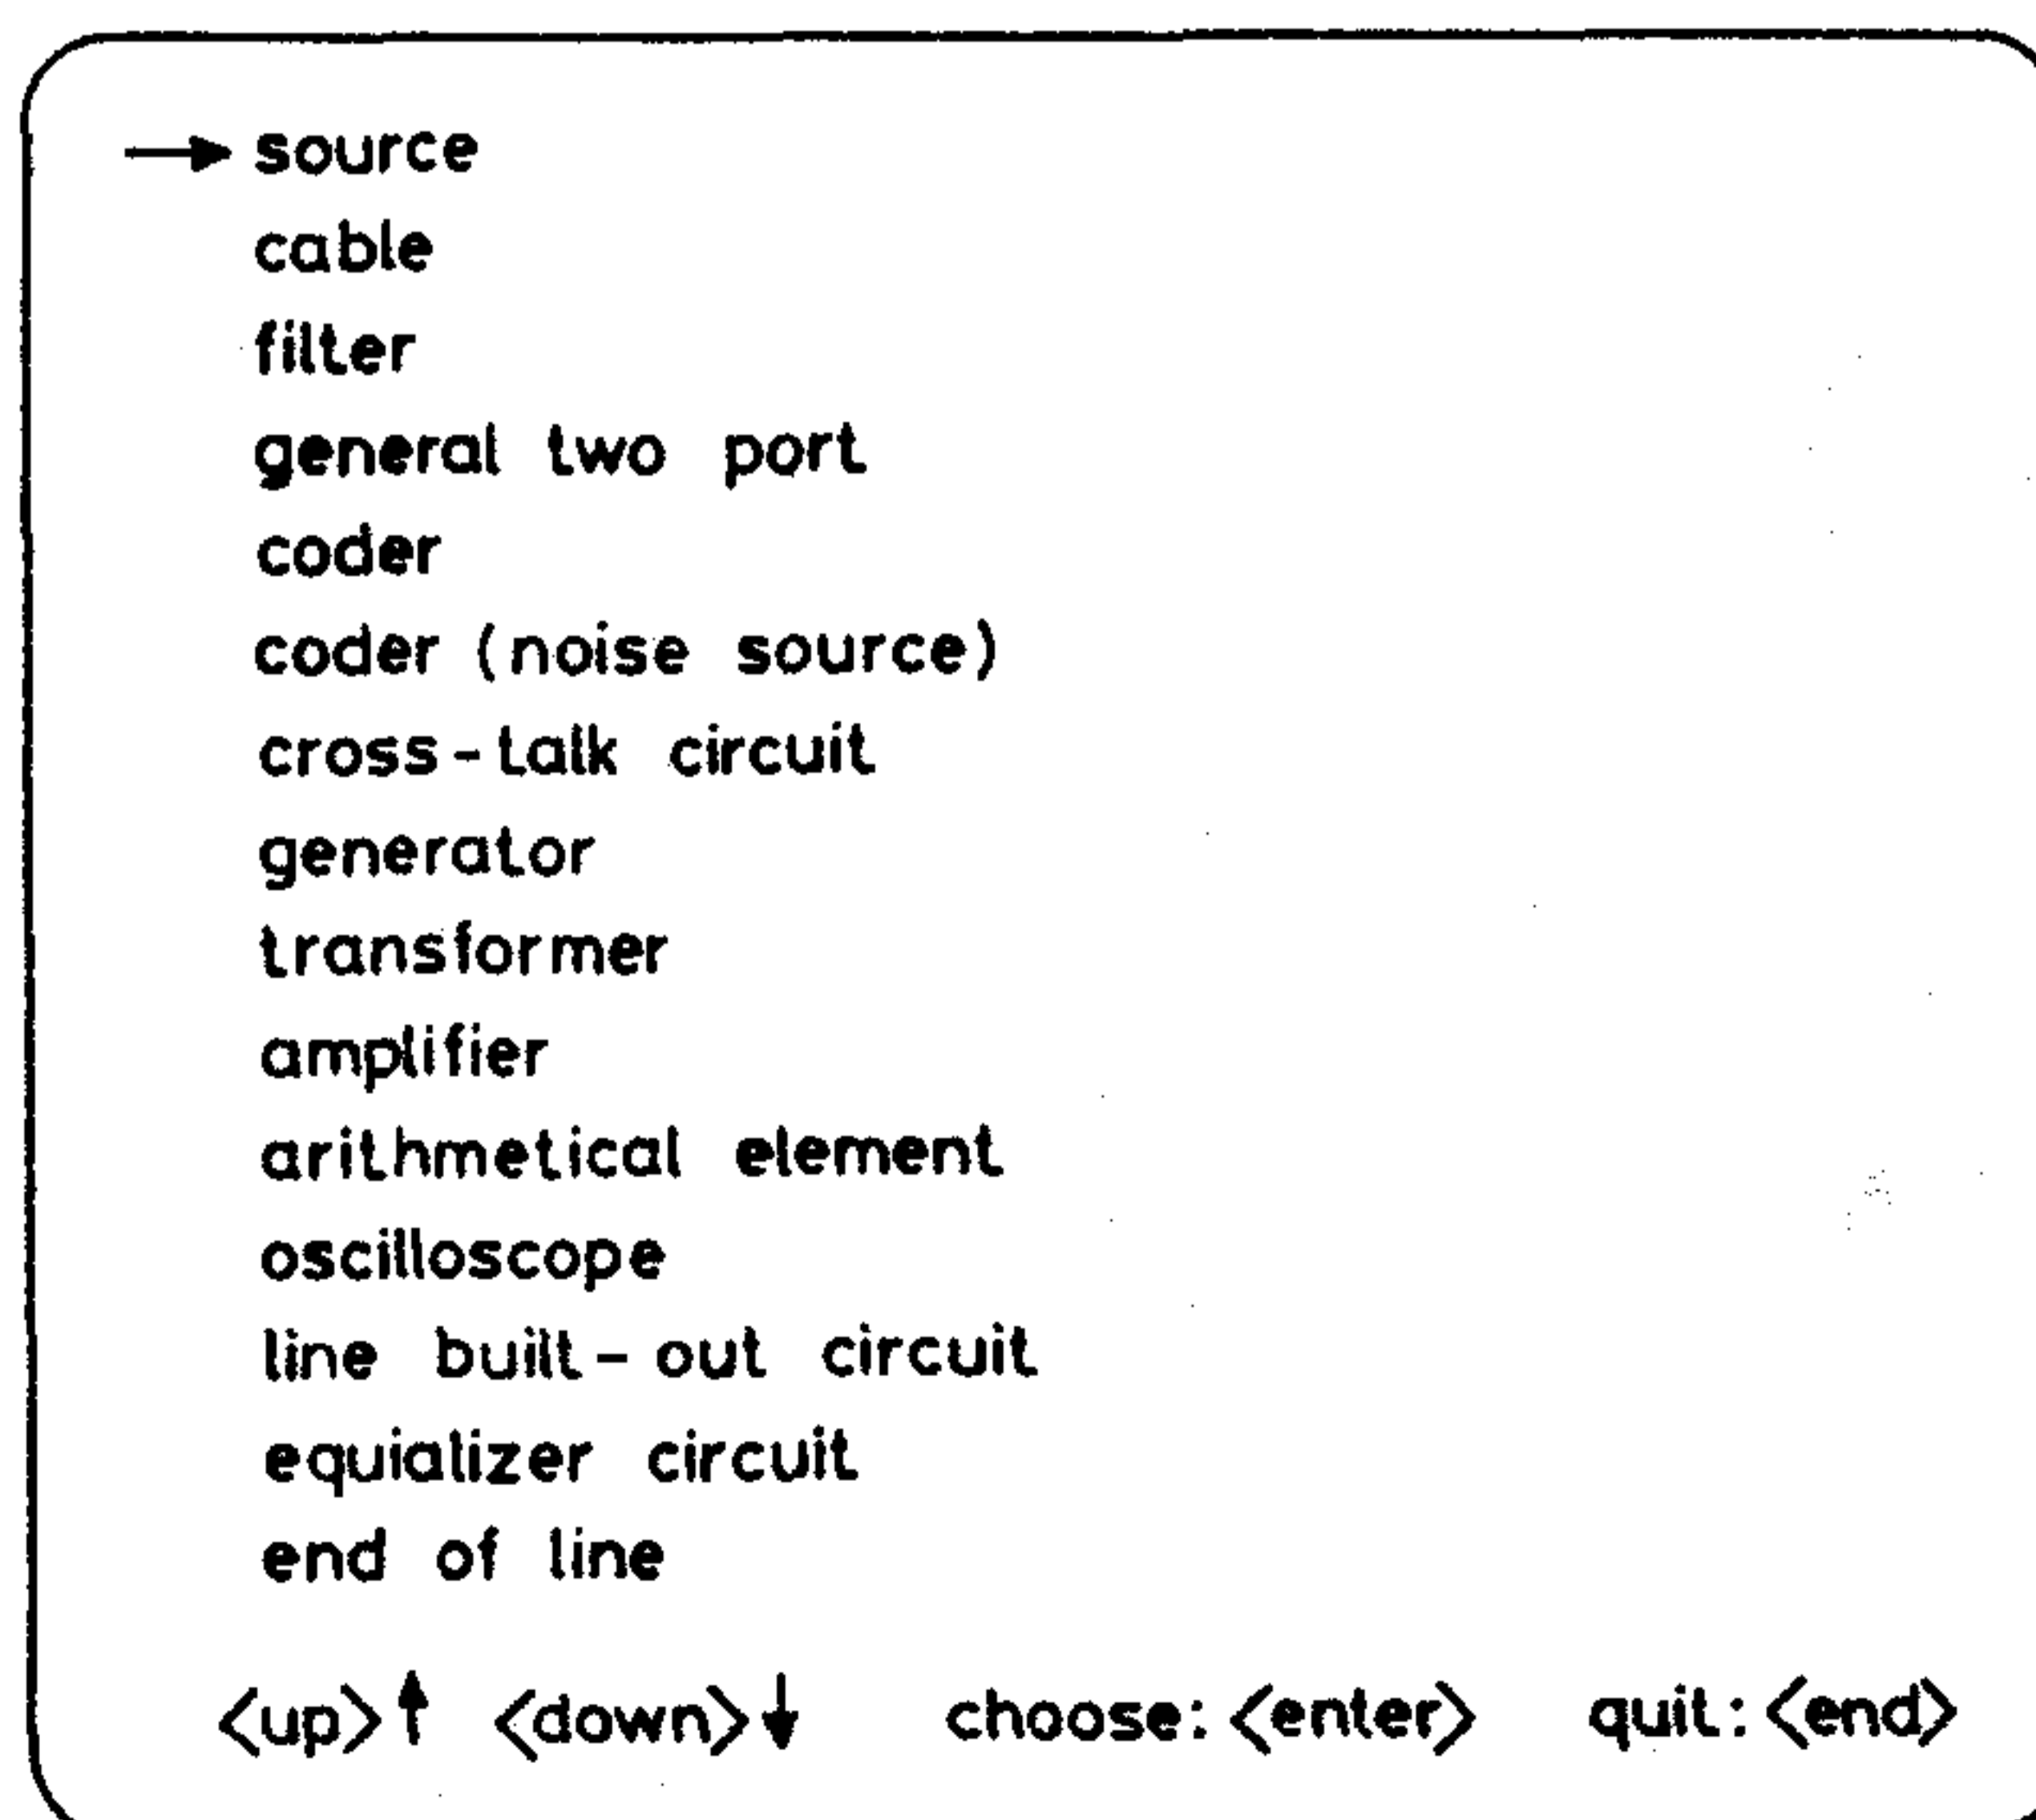 → source
cable
filter
general two port
coder
coder (noise source)
cross-talk circuit
generator
transformer
amplifier
arithmetical element
oscilloscope
line built-out circuit
equializer circuit
end of line
<up>↑ <down>↓ choose: <enter> quit: <end>